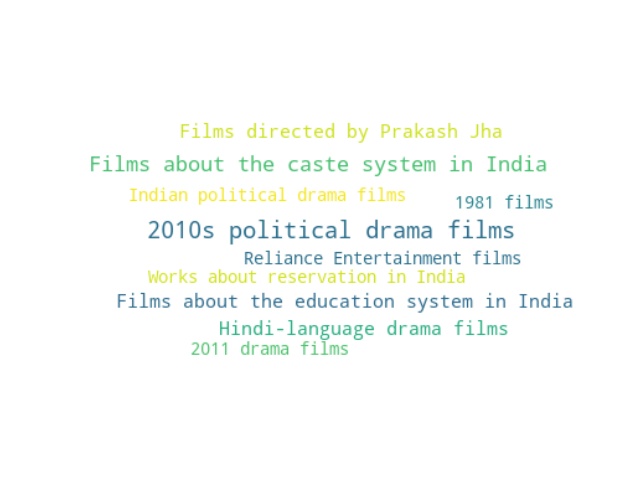 Films directed by Prakash Jha
Films about the caste system in India
Indian political drama films
1981 films
2010s political drama films
Reliance Entertainment films
Works about reservation in India
Films about the education system in India
Hindi-language drama films
2011 drama films